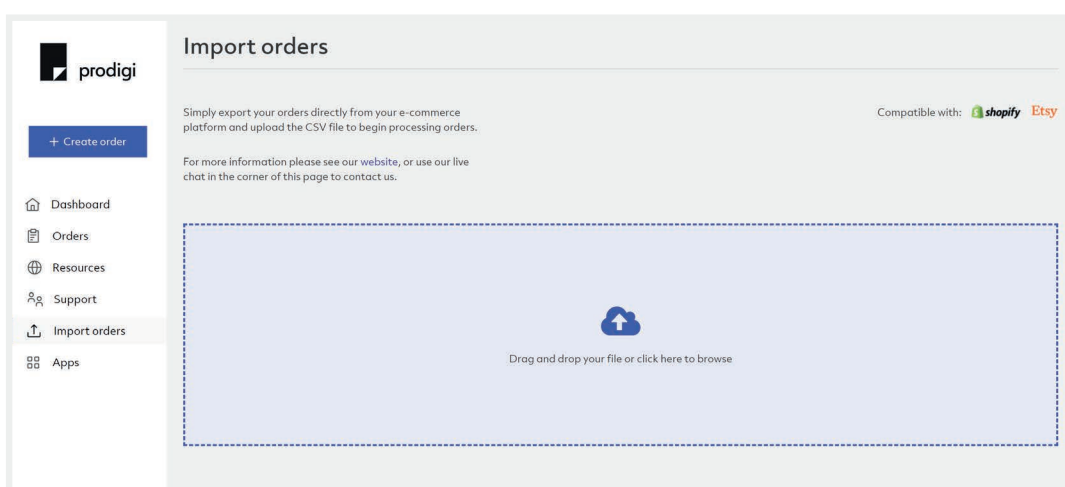 prodigi
+ Create order
Dashboard
Orders
Resources
Support
Import orders
Apps
Import orders
Simply export your orders directly from your e-commerce
platform and upload the CSV file to begin processing orders.
For more information please see our website, or use our live
chat in the corner of this page to contact us.
Compatible with: shopify Etsy
Drag and drop your file or click here to browse